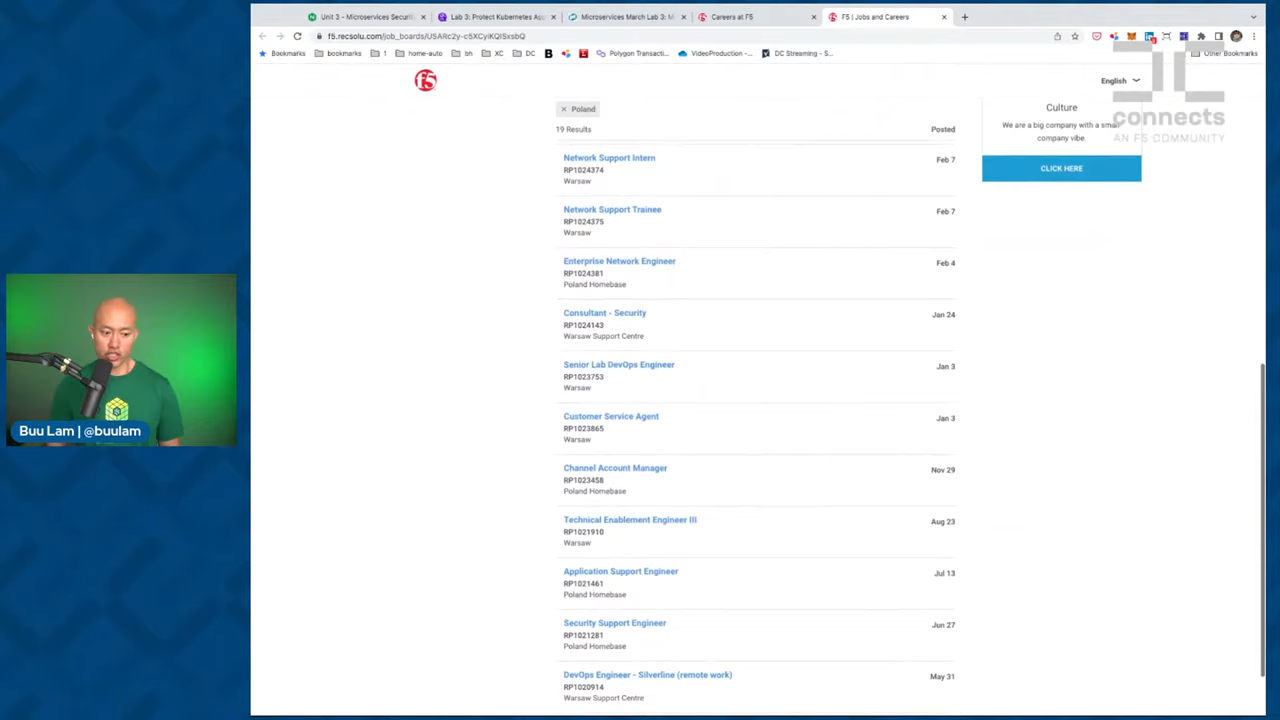 Unit 3 - Microservices Securi
Lab 3: Protect Kubernetes Ap
Microservices March Lab 3: M
Careers at F5
F5 | Jobs and Careers
f5.recsolu.com/job_boards/USARc2y-c5XCyiKQISxsbQ
Bookmarks
bookmarks
1
home-auto
bh
XC
DC
B
Polygon Transacti...
VideoProduction -...
DC Streaming - S...
Other Bookmarks
f5
English
connects
AN F5 COMMUNITY
Poland
19 Results
Posted
Culture
We are a big company with a small
company vibe.
CLICK HERE
Network Support Intern
Feb 7
RP1024374
Warsaw
Network Support Trainee
Feb 7
RP1024375
Warsaw
Enterprise Network Engineer
Feb 4
RP1024381
Poland Homebase
Consultant - Security
Jan 24
RP1024143
Warsaw Support Centre
Senior Lab DevOps Engineer
Jan 3
RP1023753
Warsaw
Customer Service Agent
Jan 3
RP1023865
Warsaw
Channel Account Manager
Nov 29
RP1023458
Poland Homebase
Technical Enablement Engineer III
Aug 23
RP1021910
Warsaw
Application Support Engineer
Jul 13
RP1021461
Poland Homebase
Security Support Engineer
Jun 27
RP1021281
Poland Homebase
DevOps Engineer - Silverline (remote work)
May 31
RP1020914
Warsaw Support Centre
Buu Lam | @buulam